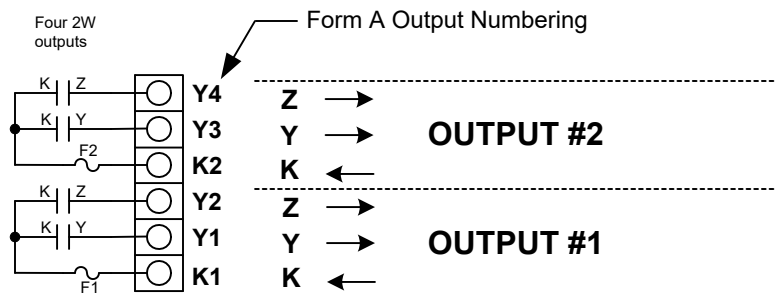 Four 2W
outputs
Form A Output Numbering
K Z Y4 Z
K Y Y3 Y OUTPUT #2
F2 K2 K
K Z Y2 Z
K Y Y1 Y OUTPUT #1
F1 K1 K